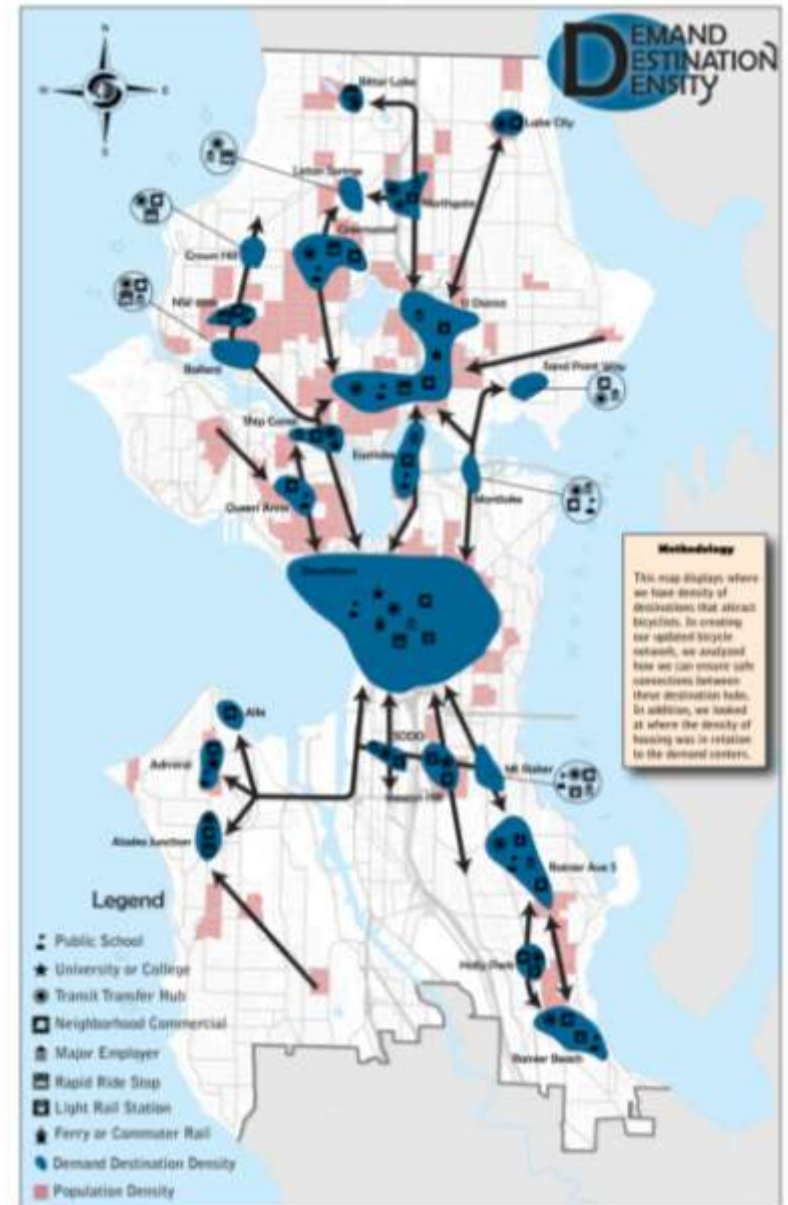 DEMAND
DESTINATION
DENSITY
N
W
E
S
Bitter Lake
Lake City
Northgate
Greenwood
Crown Hill
U District
Ballard
Sand Point Way
Eastlake
Queen Anne
Montlake
Downtown
Methodology
This map displays where
we have density of
destinations that attract
bicyclists. In creating
our updated bicycle
network, we analyzed
how we can ensure safe
connections between
these destination hubs.
In addition, we looked
at where the density of
housing was in relation
to the demand centers.
Alki
SODO
Admiral
Mt Baker
Beacon Hill
Alaska Junction
Rainier Ave S
Holly Park
Rainier Beach
Legend
Public School
University or College
Transit Transfer Hub
Neighborhood Commercial
Major Employer
Rapid Ride Stop
Light Rail Station
Ferry or Commuter Rail
Demand Destination Density
Population Density